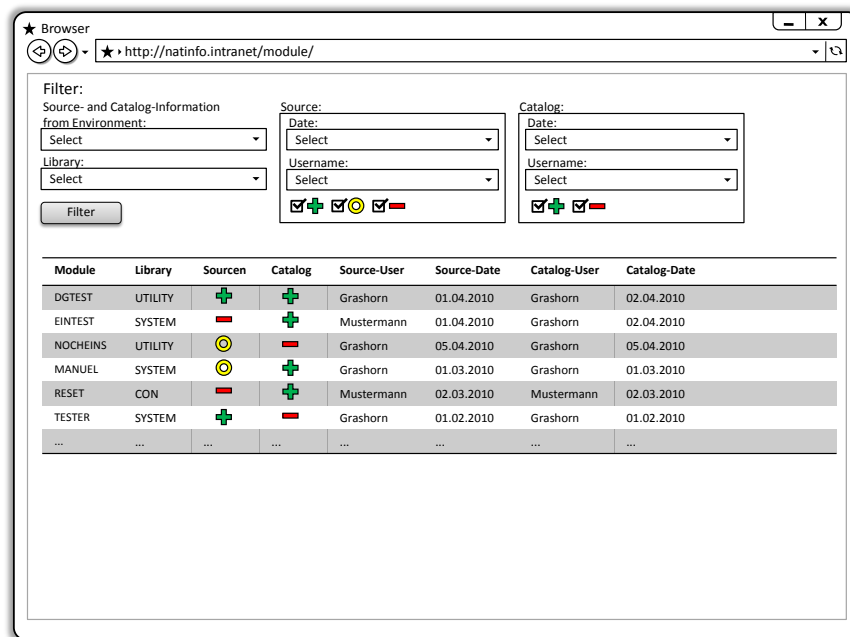 Browser
http://natinfo.intranet/module/
Filter:
Source- and Catalog-Information
from Environment:
Select
Library:
Select
Filter
Source:
Date:
Select
Username:
Select
Catalog:
Date:
Select
Username:
Select
Module Library Sourcen Catalog Source-User Source-Date Catalog-User Catalog-Date
DGTEST UTILITY Grashorn 01.04.2010 Grashorn 02.04.2010
EINTEST SYSTEM Mustermann 01.04.2010 Grashorn 02.04.2010
NOCHEINS UTILITY Grashorn 05.04.2010 Grashorn 05.04.2010
MANUEL SYSTEM Grashorn 01.03.2010 Grashorn 01.03.2010
RESET CON Mustermann 02.03.2010 Mustermann 02.03.2010
TESTER SYSTEM Grashorn 01.02.2010 Grashorn 01.02.2010
... ... ... ... ... ... ... ...